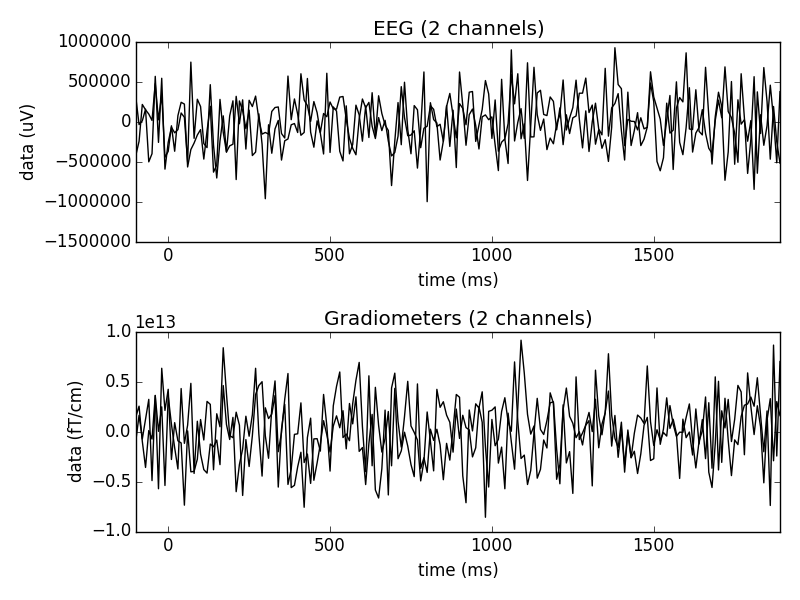 EEG (2 channels)
1000000
500000
0
−500000
−1000000
−1500000
data (uV)
0 500 1000 1500
time (ms)
Gradiometers (2 channels)
1e13
1.0
0.5
0.0
−0.5
−1.0
data (fT/cm)
0 500 1000 1500
time (ms)